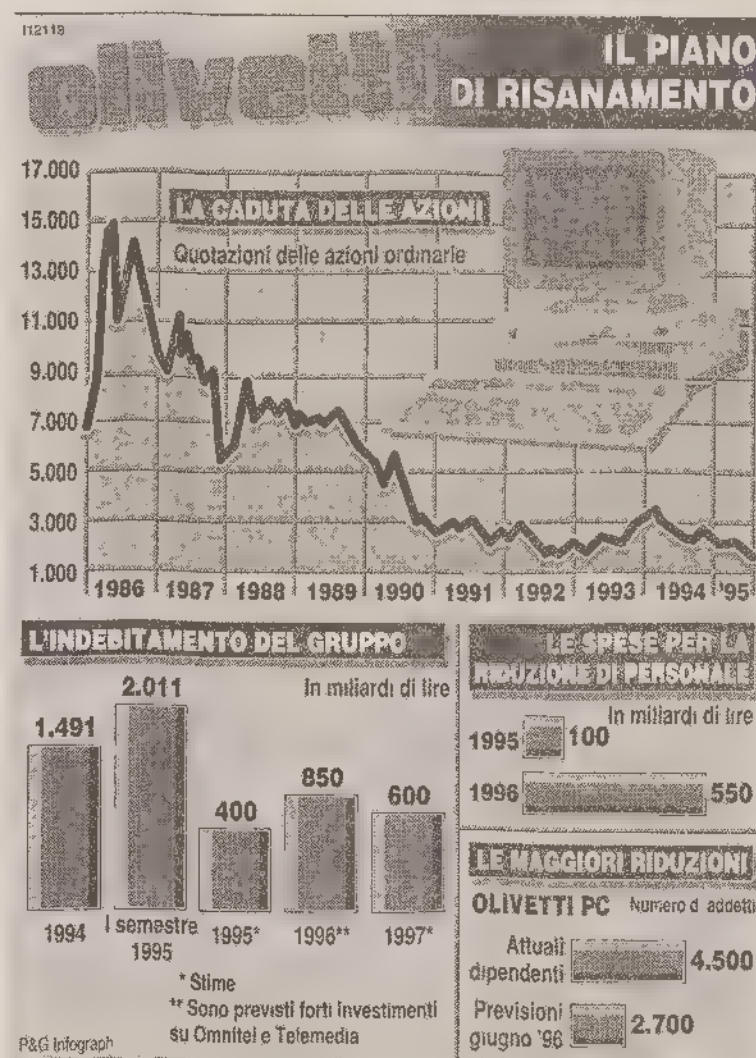 I12119
olivetti
IL PIANO
DI RISANAMENTO
17.000
15.000
13.000
11.000
9.000
7.000
5.000
3.000
1.000
LA CADUTA DELLE AZIONI
Quotazioni delle azioni ordinarie
1986 1987 1988 1989 1990 1991 1992 1993 1994 '95
L'INDEBITAMENTO DEL GRUPPO
In miliardi di lire
1.491
2.011
400
850
600
1994
I semestre
1995
1995*
1996**
1997*
* Stime
** Sono previsti forti investimenti
su Omnitel e Telemedia
P&G Infograph
LE SPESE PER LA
RIDUZIONE DI PERSONALE
In miliardi di lire
1995 100
1996 550
LE MAGGIORI RIDUZIONI
OLIVETTI PC Numero d addetti
Attuali
dipendenti
4.500
Previsioni
giugno '96
2.700